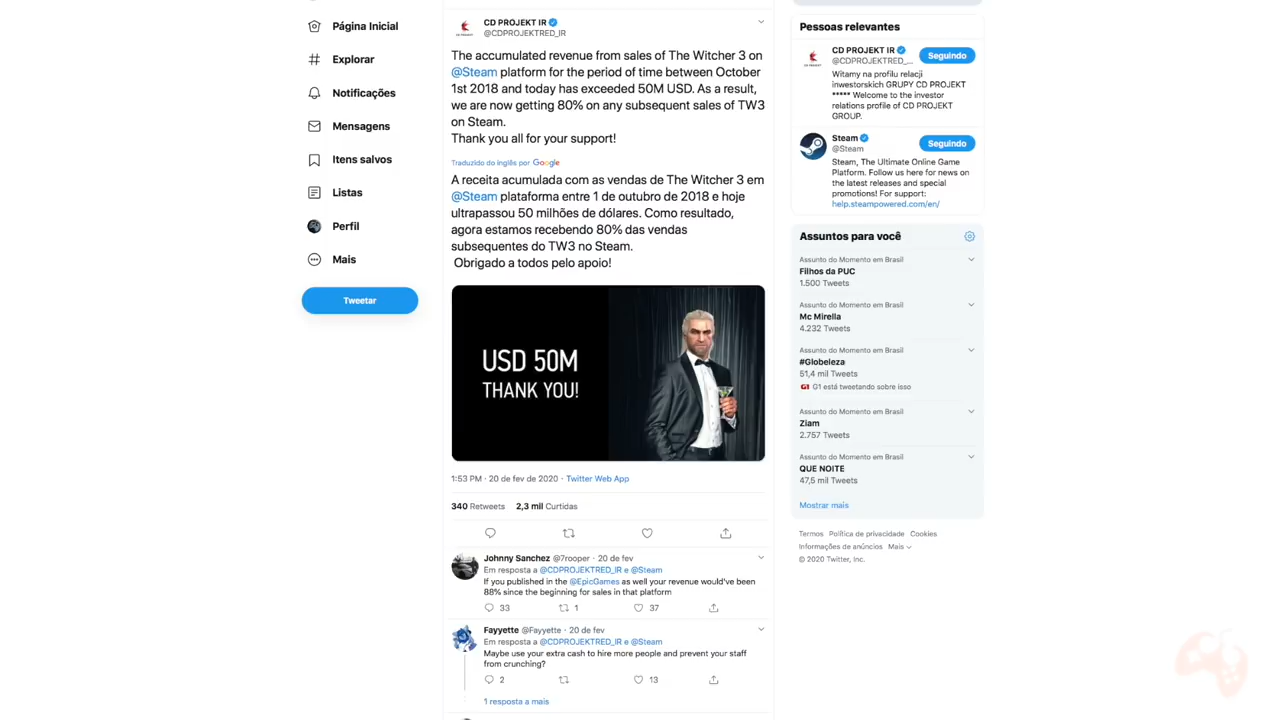 Página Inicial
Explorar
Notificações
Mensagens
Itens salvos
Listas
Perfil
Mais
Tweetar
CD PROJEKT IR
@CDPROJEKTRED_IR
The accumulated revenue from sales of The Witcher 3 on
@Steam platform for the period of time between October
1st 2018 and today has exceeded 50M USD. As a result,
we are now getting 80% on any subsequent sales of TW3
on Steam.
Thank you all for your support!
Traduzido do inglês por Google
A receita acumulada com as vendas de The Witcher 3 em
@Steam plataforma entre 1 de outubro de 2018 e hoje
ultrapassou 50 milhões de dólares. Como resultado,
agora estamos recebendo 80% das vendas
subsequentes do TW3 no Steam.
Obrigado a todos pelo apoio!
USD 50M
THANK YOU!
1:53 PM · 20 de fev de 2020 · Twitter Web App
340 Retweets 2,3 mil Curtidas
Johnny Sanchez @7rooper · 20 de fev
Em resposta a @CDPROJEKTRED_IR e @Steam
If you published in the @EpicGames as well your revenue would've been
88% since the beginning for sales in that platform
33 1 37
Fayyette @Fayyette · 20 de fev
Em resposta a @CDPROJEKTRED_IR e @Steam
Maybe use your extra cash to hire more people and prevent your staff
from crunching?
2 13
1 resposta a mais
Pessoas relevantes
CD PROJEKT IR
@CDPROJEKTRED_...
Seguindo
Witamy na profilu relacji
inwestorskich GRUPY CD PROJEKT
***** Welcome to the investor
relations profile of CD PROJEKT
GROUP.
Steam
@Steam
Seguindo
Steam, The Ultimate Online Game
Platform. Follow us here for news on
the latest releases and special
promotions! For support:
help.steampowered.com/en/
Assuntos para você
Assunto do Momento em Brasil
Filhos da PUC
1.500 Tweets
Assunto do Momento em Brasil
Mc Mirella
4.232 Tweets
Assunto do Momento em Brasil
#Globeleza
51,4 mil Tweets
G1 G1 está tweetando sobre isso
Assunto do Momento em Brasil
Ziam
2.757 Tweets
Assunto do Momento em Brasil
QUE NOITE
47,5 mil Tweets
Mostrar mais
Termos Política de privacidade Cookies
Informações de anúncios Mais
© 2020 Twitter, Inc.